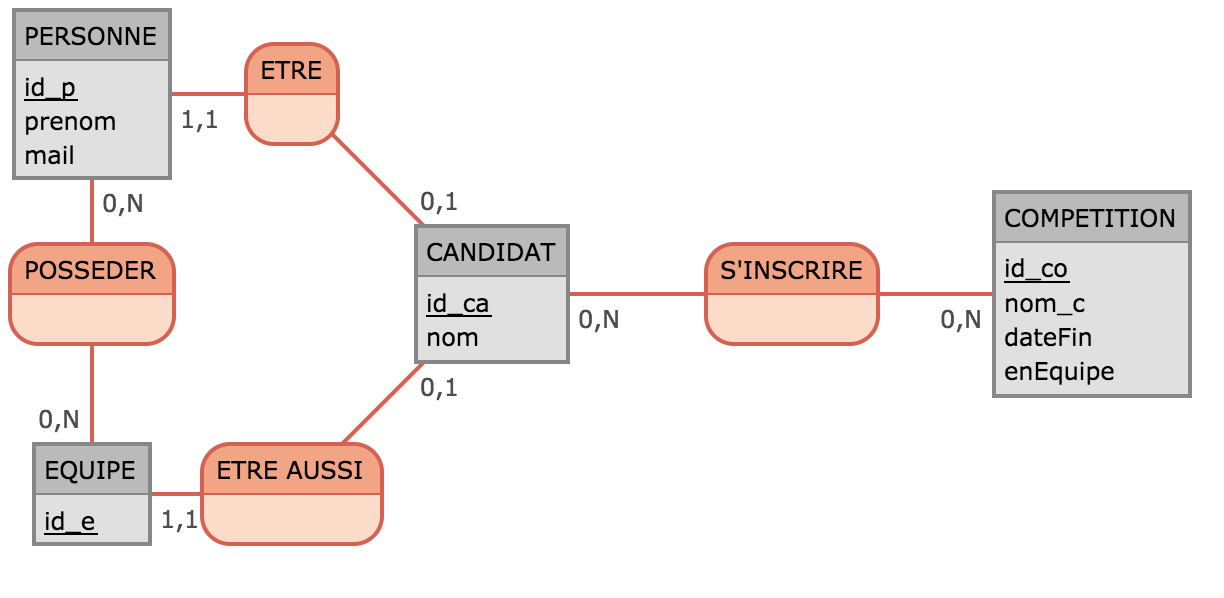 PERSONNE
id_p
prenom
mail
ETRE
1,1
0,N
0,1
POSSEDER
CANDIDAT
id_ca
nom
S'INSCRIRE
0,N
0,N
COMPETITION
id_co
nom_c
dateFin
enEquipe
0,1
0,N
EQUIPE
id_e
ETRE AUSSI
1,1